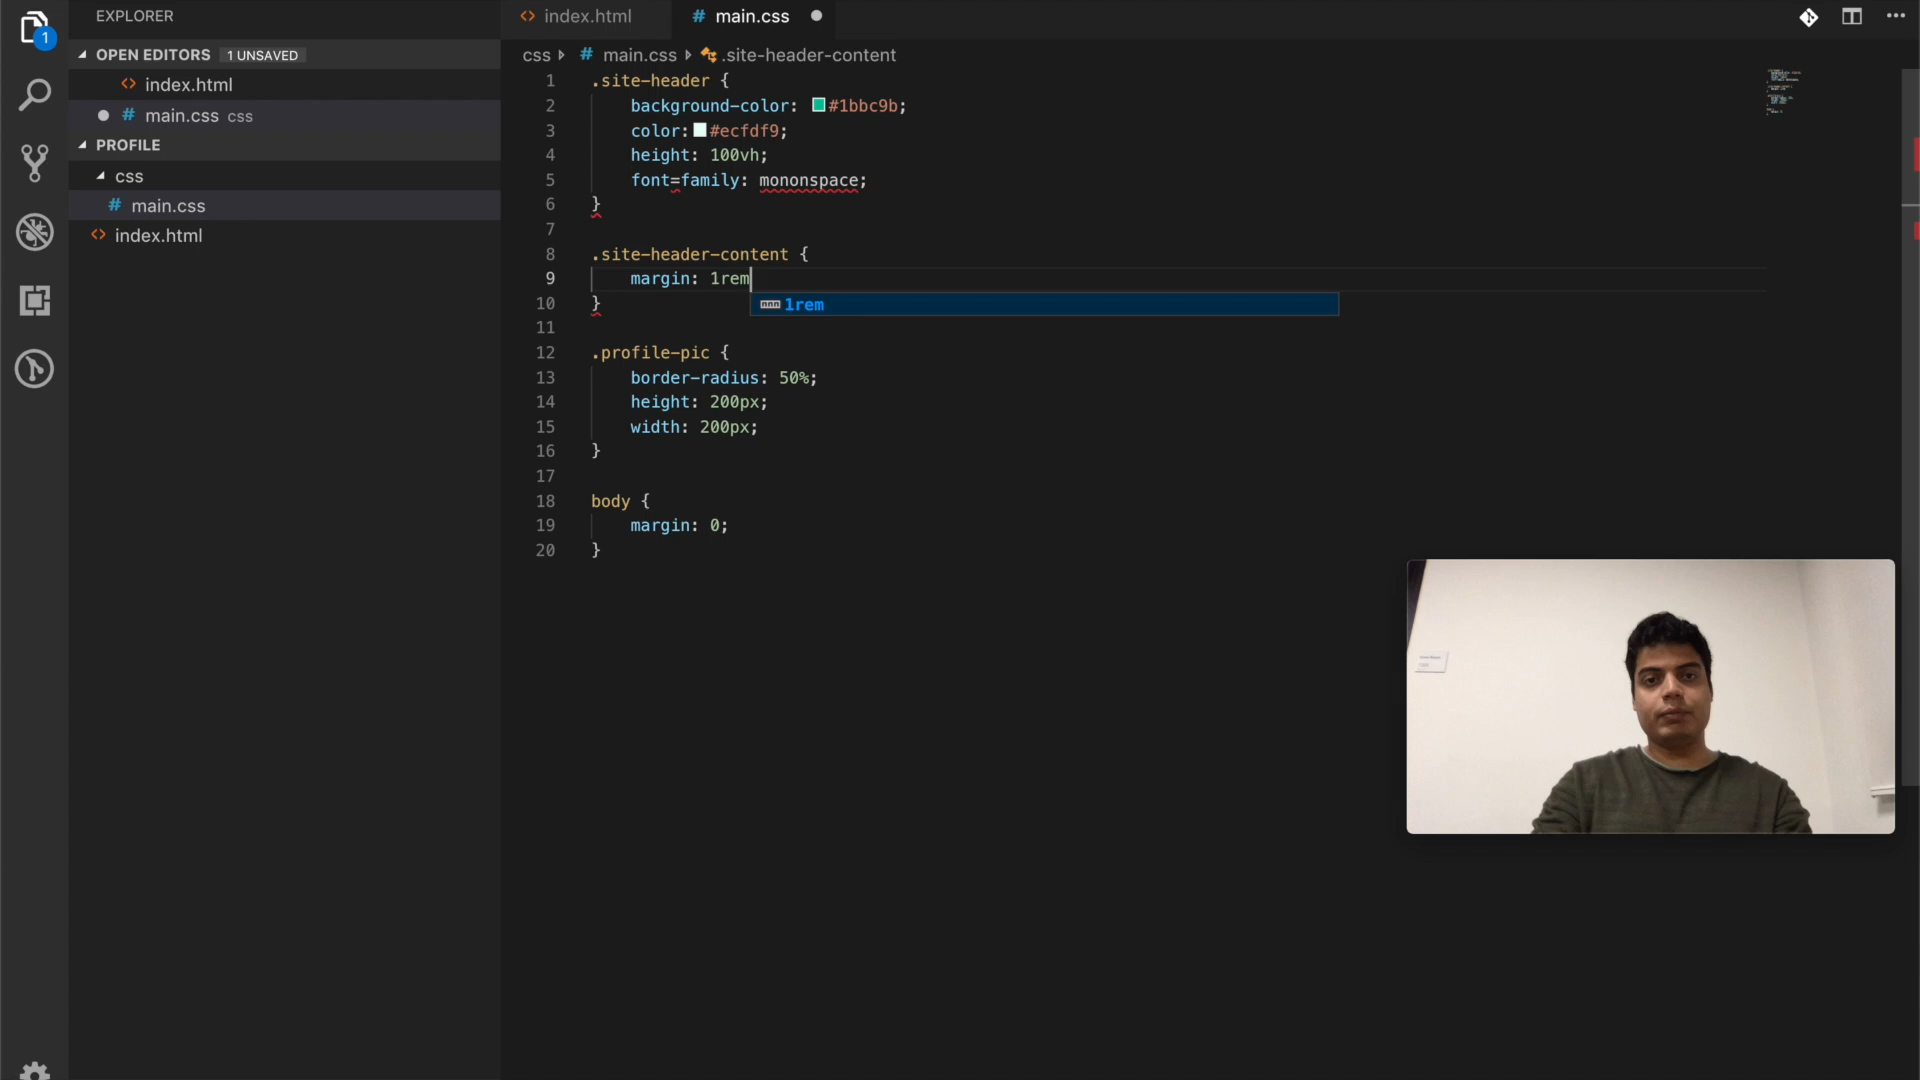 EXPLORER
OPEN EDITORS 1 UNSAVED
index.html
main.css css
PROFILE
css
main.css
index.html
1
index.html
main.css
css main.css .site-header-content
1 .site-header {
2 background-color: #1bbc9b;
3 color: #ecfdf9;
4 height: 100vh;
5 font=family: mononspace;
6 }
7
8 .site-header-content {
9 margin: 1rem
10 }
1rem
11
12 .profile-pic {
13 border-radius: 50%;
14 height: 200px;
15 width: 200px;
16 }
17
18 body {
19 margin: 0;
20 }